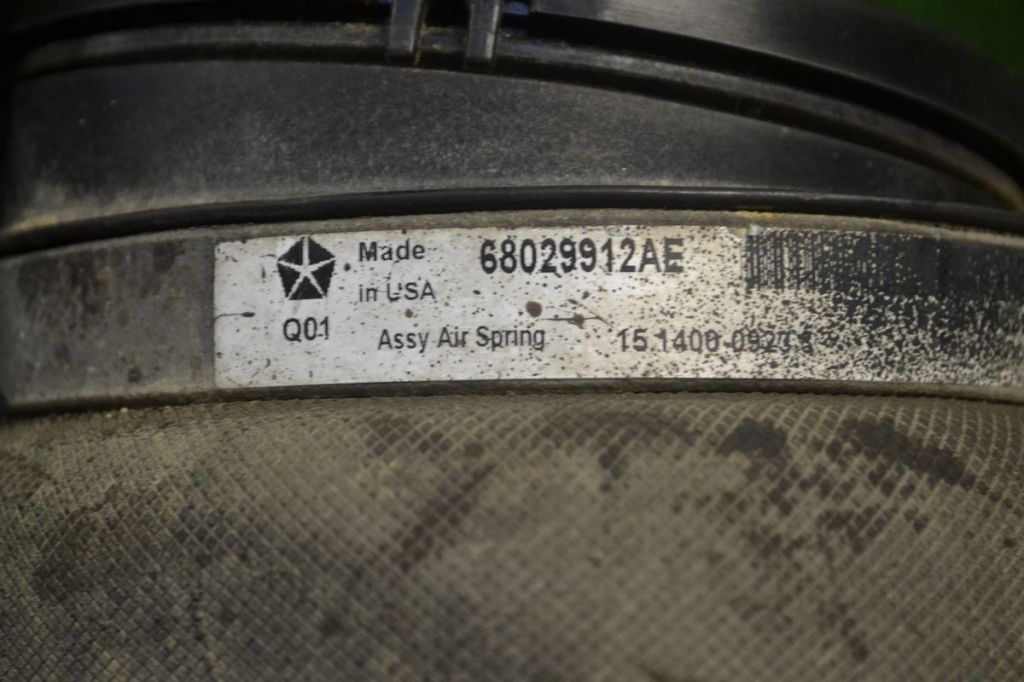 Made 68029912AE
in USA
Q01 Assy Air Spring